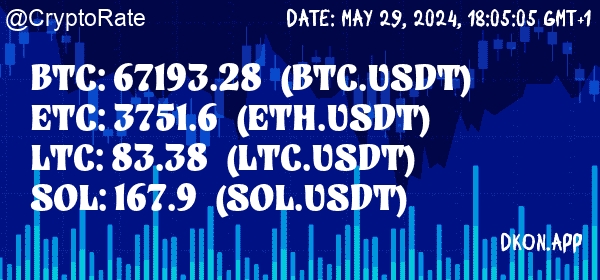 @CryptoRate
DATE: MAY 29, 2024, 18:05:05 GMT+1
BTC: 67193.28 (BTC.USDT)
ETC: 3751.6 (ETH.USDT)
LTC: 83.38 (LTC.USDT)
SOL: 167.9 (SOL.USDT)
DKON.APP